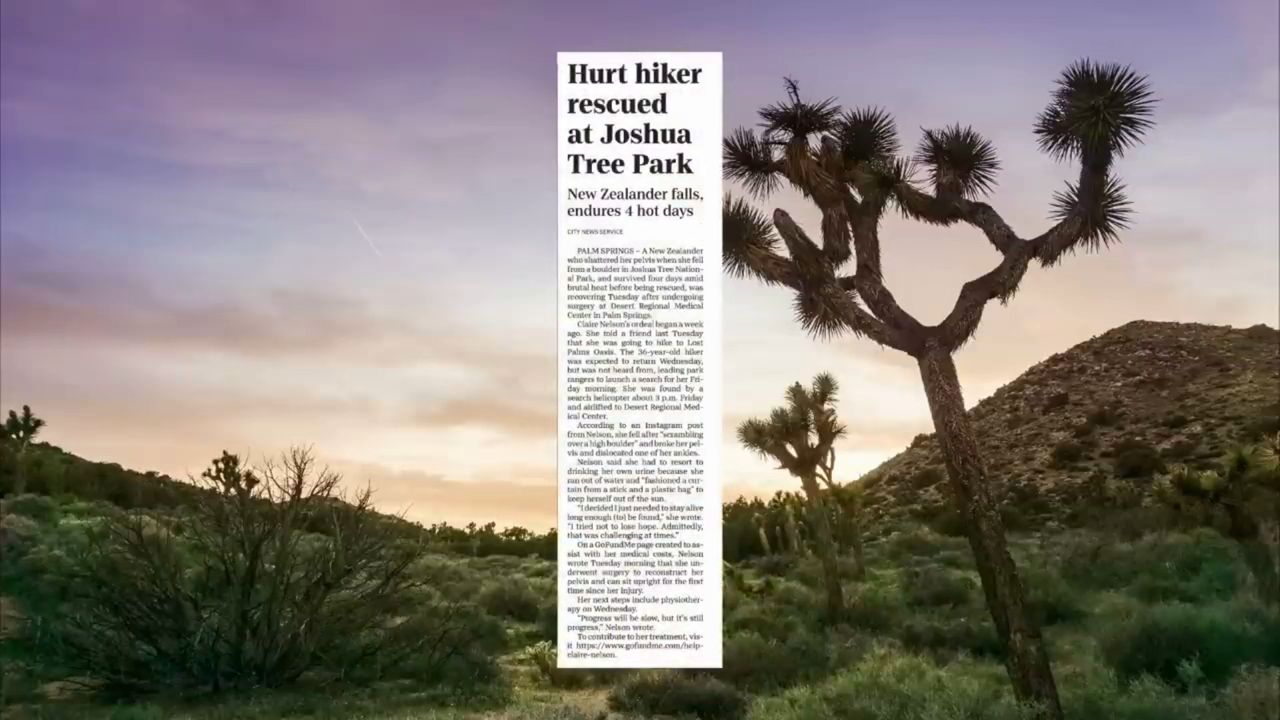 Hurt hiker
rescued
at Joshua
Tree Park
New Zealander falls,
endures 4 hot days
CITY NEWS SERVICE
PALM SPRINGS – A New Zealander
who shattered her pelvis when she fell
from a boulder in Joshua Tree Nation-
al Park, and survived four days amid
brutal heat before being rescued, was
recovering Tuesday after undergoing
surgery at Desert Regional Medical
Center in Palm Springs.
Claire Nelson's ordeal began a week
ago. She told a friend last Tuesday
that she was going to hike to Lost
Palms Oasis. The 36-year-old hiker
was expected to return Wednesday,
but was not heard from, leading park
rangers to launch a search for her Fri-
day morning. She was found by a
search helicopter about 3 p.m. Friday
and airlifted to Desert Regional Med-
ical Center.
According to an Instagram post
from Nelson, she fell after "scrambling
over a high boulder" and broke her pel-
vis and dislocated one of her ankles.
Nelson said she had to resort to
drinking her own urine because she
ran out of water and "fashioned a cur-
tain from a stick and a plastic bag" to
keep herself out of the sun.
"I decided I just needed to stay alive
long enough (to) be found," she wrote.
"I tried not to lose hope. Admittedly,
that was challenging at times."
On a GoFundMe page created to as-
sist with her medical costs, Nelson
wrote Tuesday morning that she un-
derwent surgery to reconstruct her
pelvis and can sit upright for the first
time since her injury.
Her next steps include physiother-
apy on Wednesday.
"Progress will be slow, but it's still
progress," Nelson wrote.
To contribute to her treatment, vis-
it https://www.gofundme.com/help-
claire-nelson.